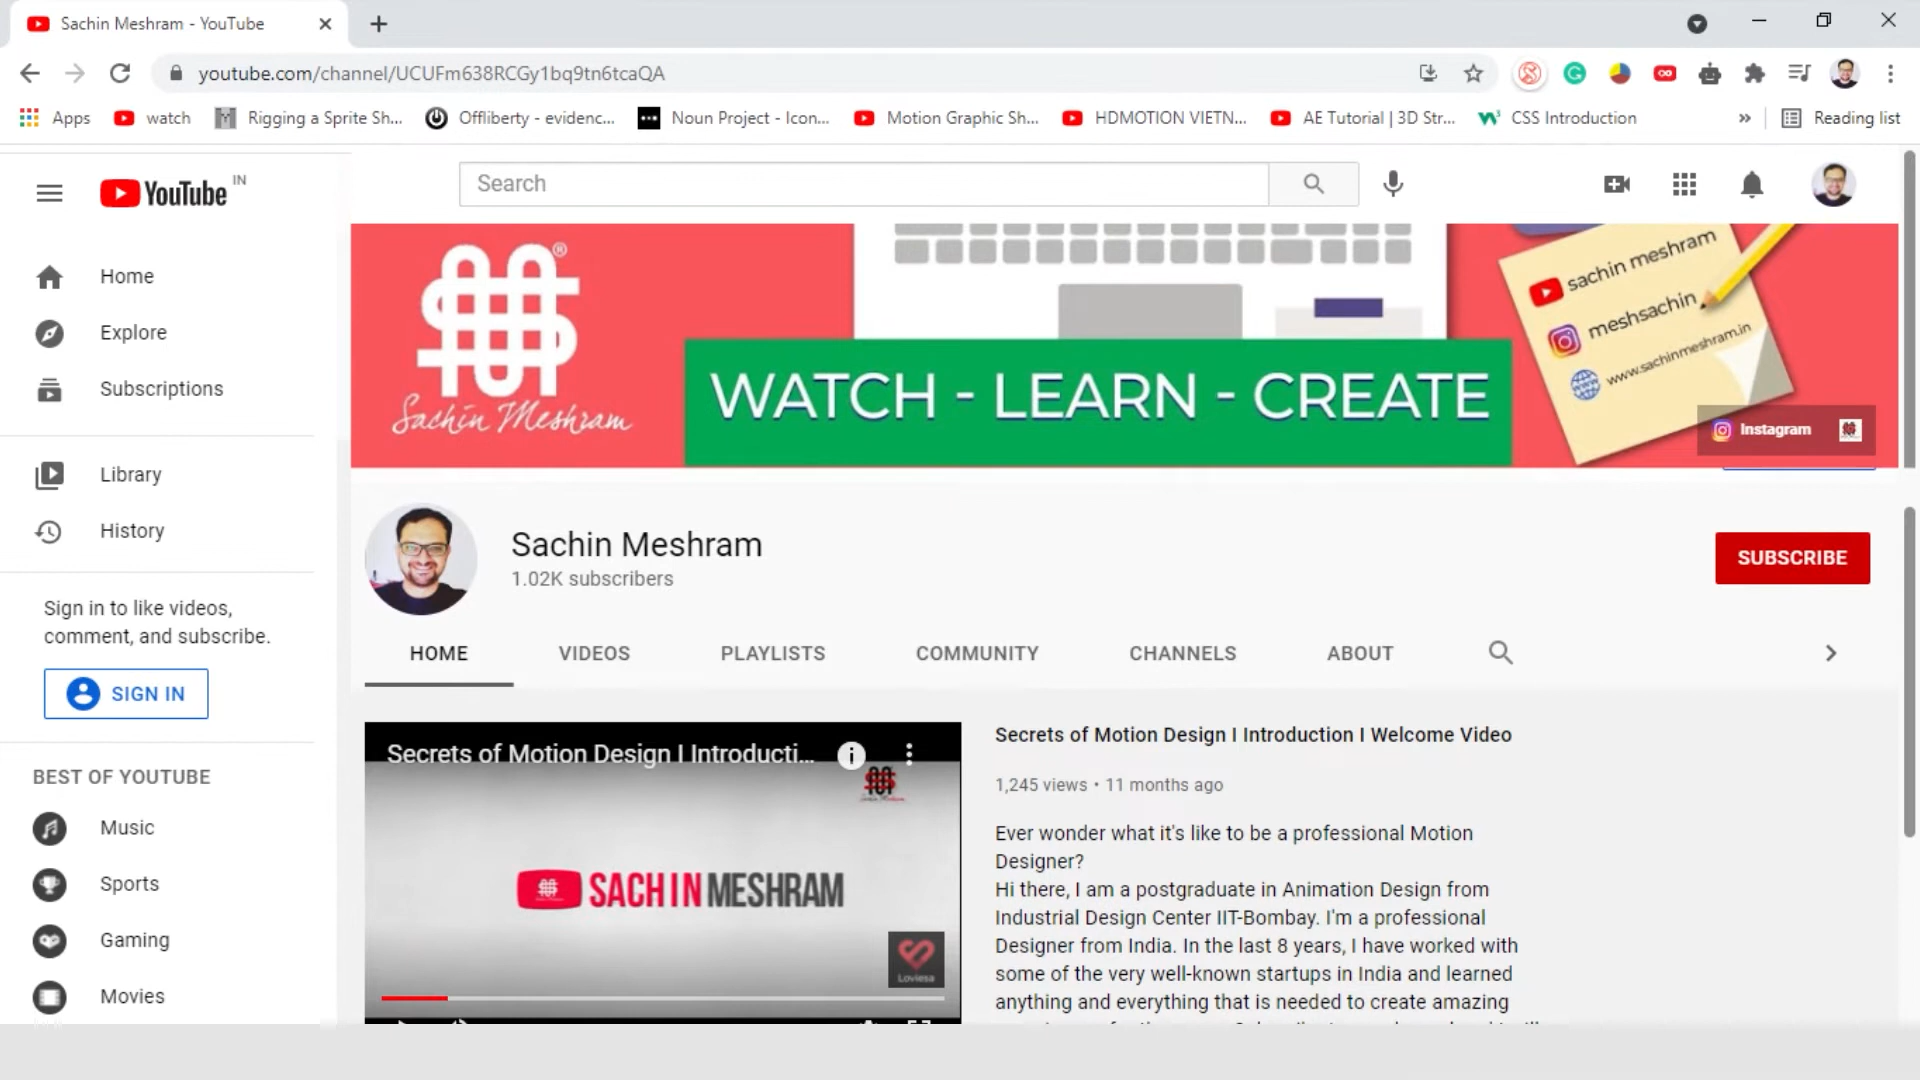 Sachin Meshram - YouTube
youtube.com/channel/UCUFm638RCGy1bq9tn6tcaQA
Apps watch Rigging a Sprite Sh... Offliberty - evidenc... Noun Project - Icon... Motion Graphic Sh... HDMOTION VIETN... AE Tutorial | 3D Str... CSS Introduction » Reading list
YouTube IN
Search
Home
Explore
Subscriptions
Library
History
Sign in to like videos,
comment, and subscribe.
SIGN IN
BEST OF YOUTUBE
Music
Sports
Gaming
Movies
Sachin Meshram
WATCH - LEARN - CREATE
sachin meshram
meshsachin
www.sachinmeshram.in
Instagram
Sachin Meshram
1.02K subscribers
SUBSCRIBE
HOME VIDEOS PLAYLISTS COMMUNITY CHANNELS ABOUT
Secrets of Motion Design I Introducti...
SACHIN MESHRAM
Loviesa
Secrets of Motion Design I Introduction I Welcome Video
1,245 views • 11 months ago
Ever wonder what it's like to be a professional Motion
Designer?
Hi there, I am a postgraduate in Animation Design from
Industrial Design Center IIT-Bombay. I'm a professional
Designer from India. In the last 8 years, I have worked with
some of the very well-known startups in India and learned
anything and everything that is needed to create amazing